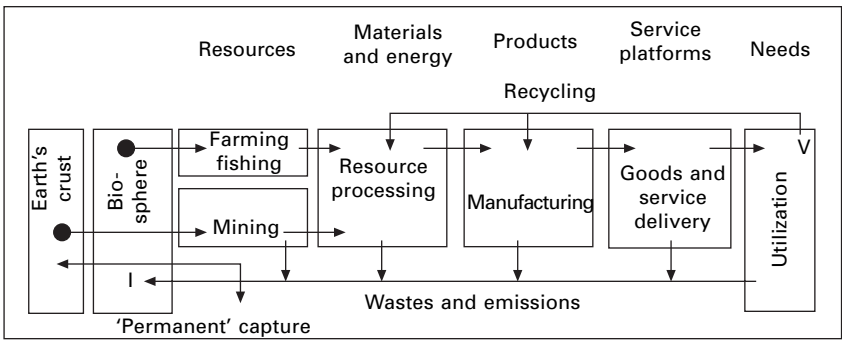 Resources
Materials
and energy
Products
Service
platforms
Needs
Recycling
Earth's
crust
Bio-
sphere
Farming
fishing
Mining
Resource
processing
Manufacturing
Goods and
service
delivery
Utilization
V
I
Wastes and emissions
'Permanent' capture